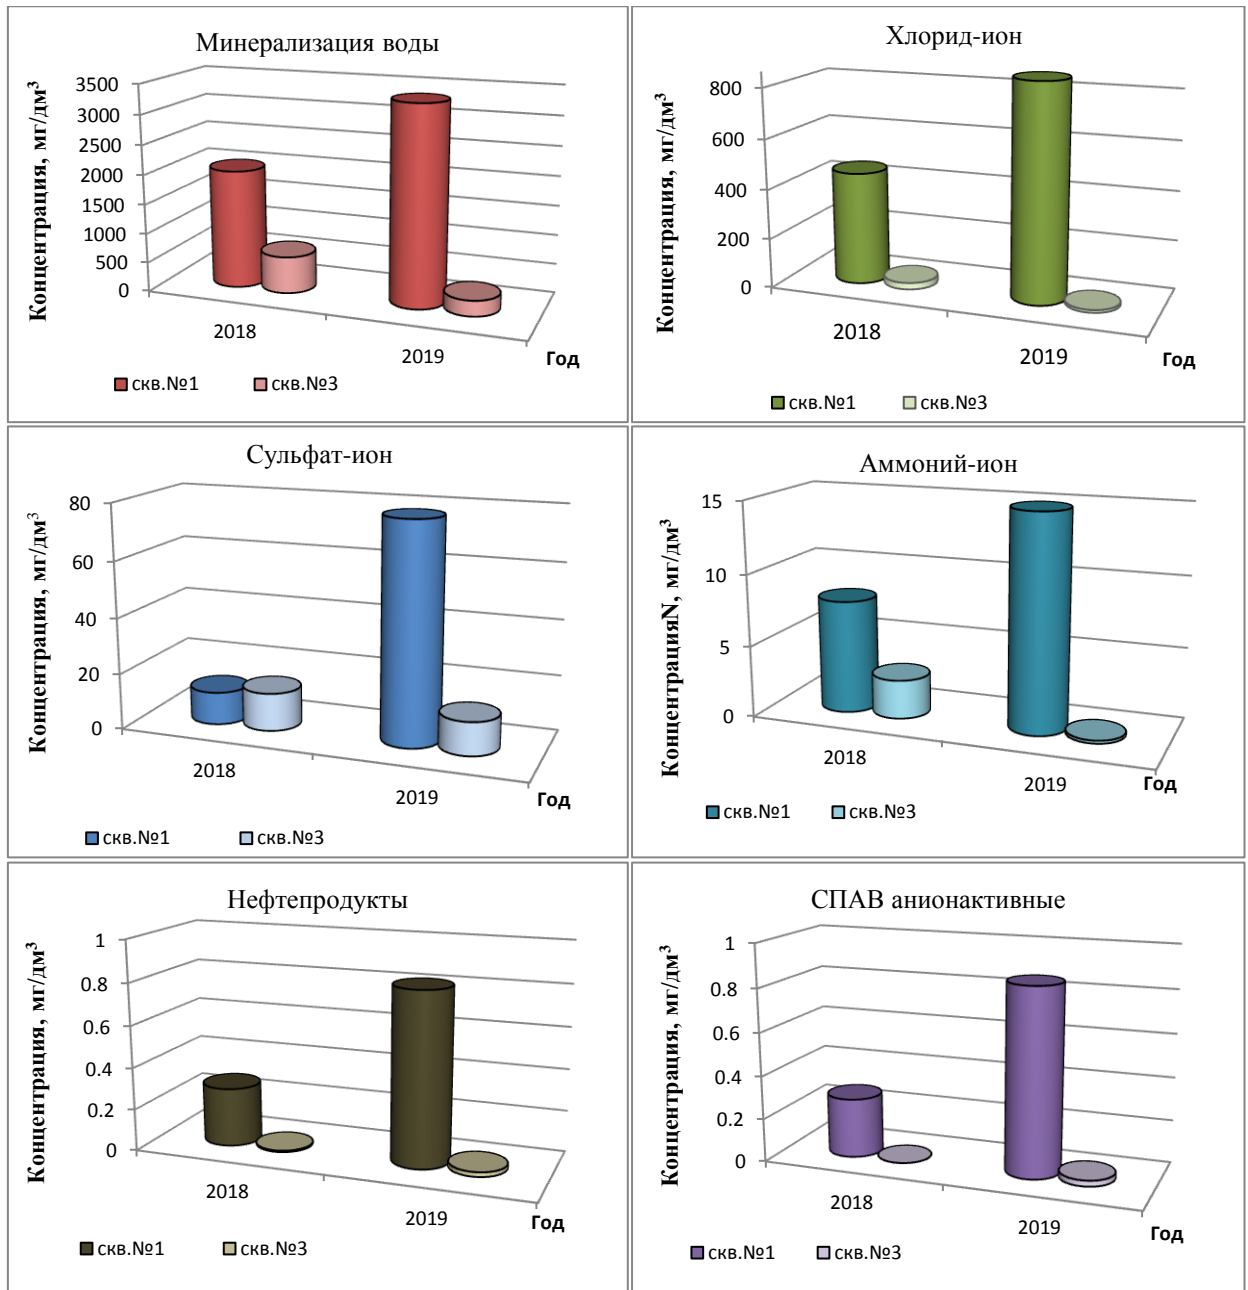 Минерализация воды
Концентрация, мг/дм³
3500
3000
2500
2000
1500
1000
500
0
2018
2019
Год
скв.№1 скв.№3
Хлорид-ион
Концентрация, мг/дм³
800
600
400
200
0
2018
2019
Год
скв.№1 скв.№3
Сульфат-ион
Концентрация, мг/дм³
80
60
40
20
0
2018
2019
Год
скв.№1 скв.№3
Аммоний-ион
КонцентрацияN, мг/дм³
15
10
5
0
2018
2019
Год
скв.№1 скв.№3
Нефтепродукты
Концентрация, мг/дм³
1
0.8
0.6
0.4
0.2
0
2018
2019
Год
скв.№1 скв.№3
СПАВ анионактивные
Концентрация, мг/дм³
1
0.8
0.6
0.4
0.2
0
2018
2019
Год
скв.№1 скв.№3